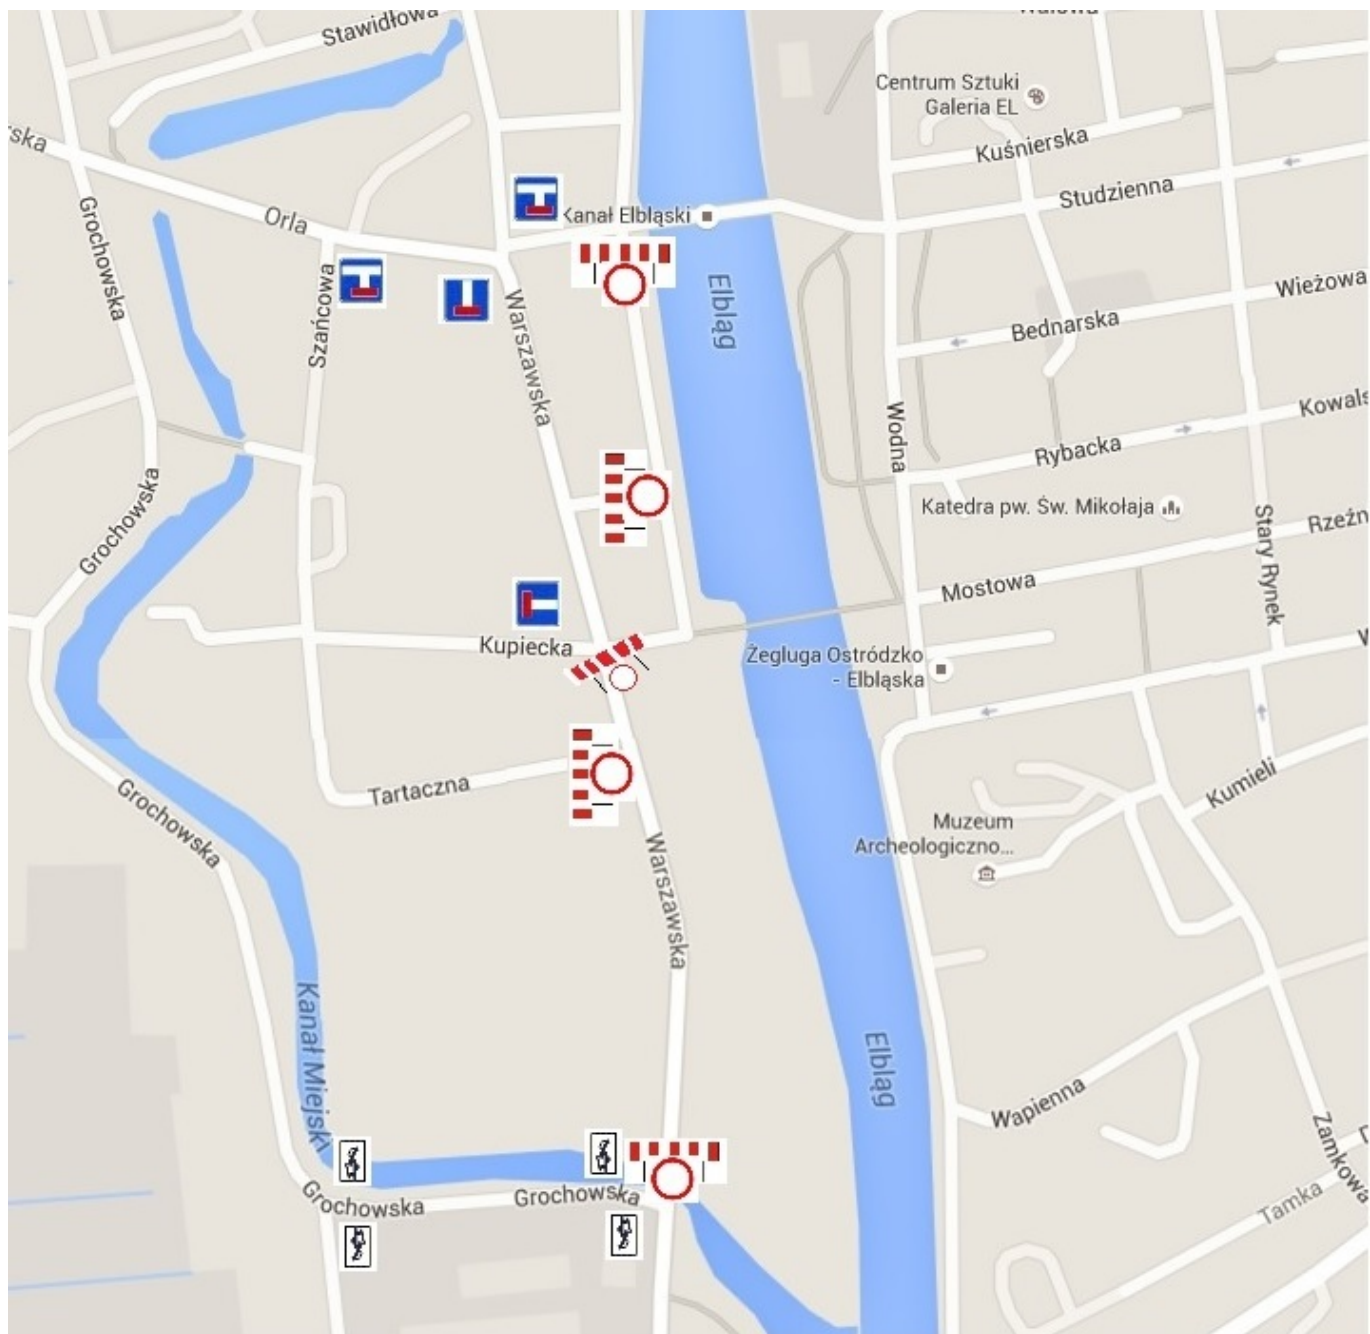 Stawidłowa
Centrum Sztuki
Galeria EL
Kuśnierska
rska
Studzienna
Grochowska
Orla
Kanał Elbląski
Szańcowa
Warszawska
Elbląg
Wieżowa
Bednarska
Kowals
Wodna
Rybacka
Grochowska
Katedra pw. Św. Mikołaja
Stary Rynek
Rzeźn
Mostowa
Kupiecka
W
Żegluga Ostródzko
- Elbląska
Tartaczna
Grochowska
Kumieli
Warszawska
Muzeum
Archeologiczno...
Kanał Miejski
Elbląg
Wapienna
Zamkowa
Grochowska
Grochowska
Tamka